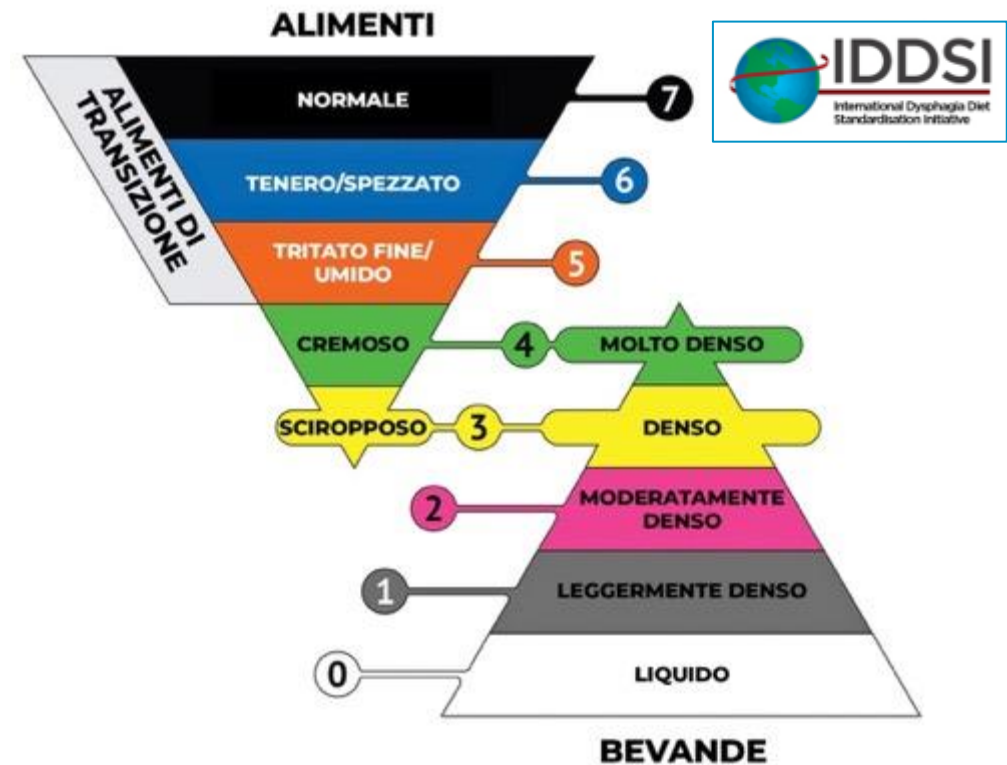 ALIMENTI
IDDSI
International Dysphagia Diet
Standardisation Initiative
ALIMENTI DI
TRANSIZIONE
NORMALE
7
TENERO/SPEZZATO
6
TRITATO FINE/
UMIDO
5
CREMOSO
4
MOLTO DENSO
SCIROPPOSO
3
DENSO
2
MODERATAMENTE
DENSO
1
LEGGERMENTE DENSO
0
LIQUIDO
BEVANDE